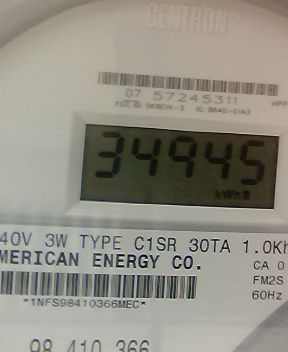 CENTRON®
07 57245311
34945
kWh
40V 3W TYPE C1SR 30TA 1.0Kh
MERICAN ENERGY CO.
CA 0
FM2S
60Hz
*1NFS98410366MEC*
98 410 366